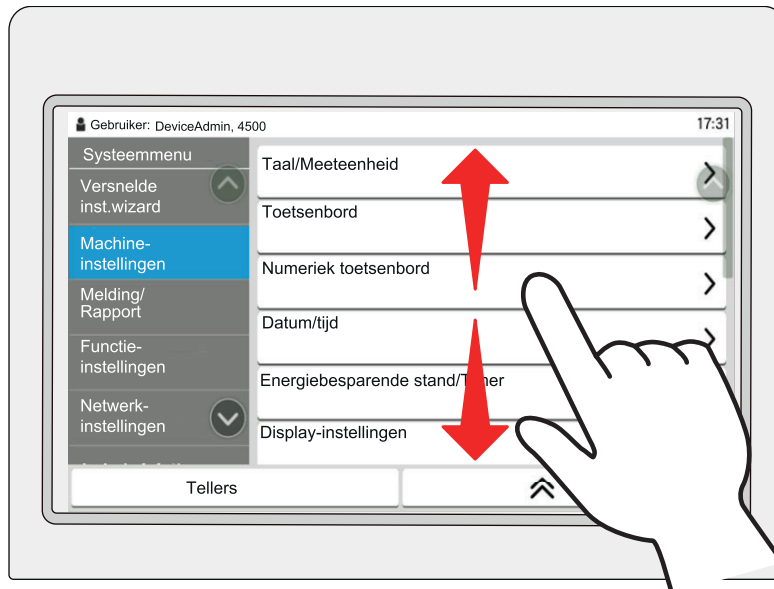 Gebruiker: DeviceAdmin, 4500
17:31
Systeemmenu
Versnelde
inst.wizard
Machine-
instellingen
Melding/
Rapport
Functie-
instellingen
Netwerk-
instellingen
Taal/Meeteenheid
Toetsenbord
Numeriek toetsenbord
Datum/tijd
Energiebesparende stand/
Display-instellingen
Tellers